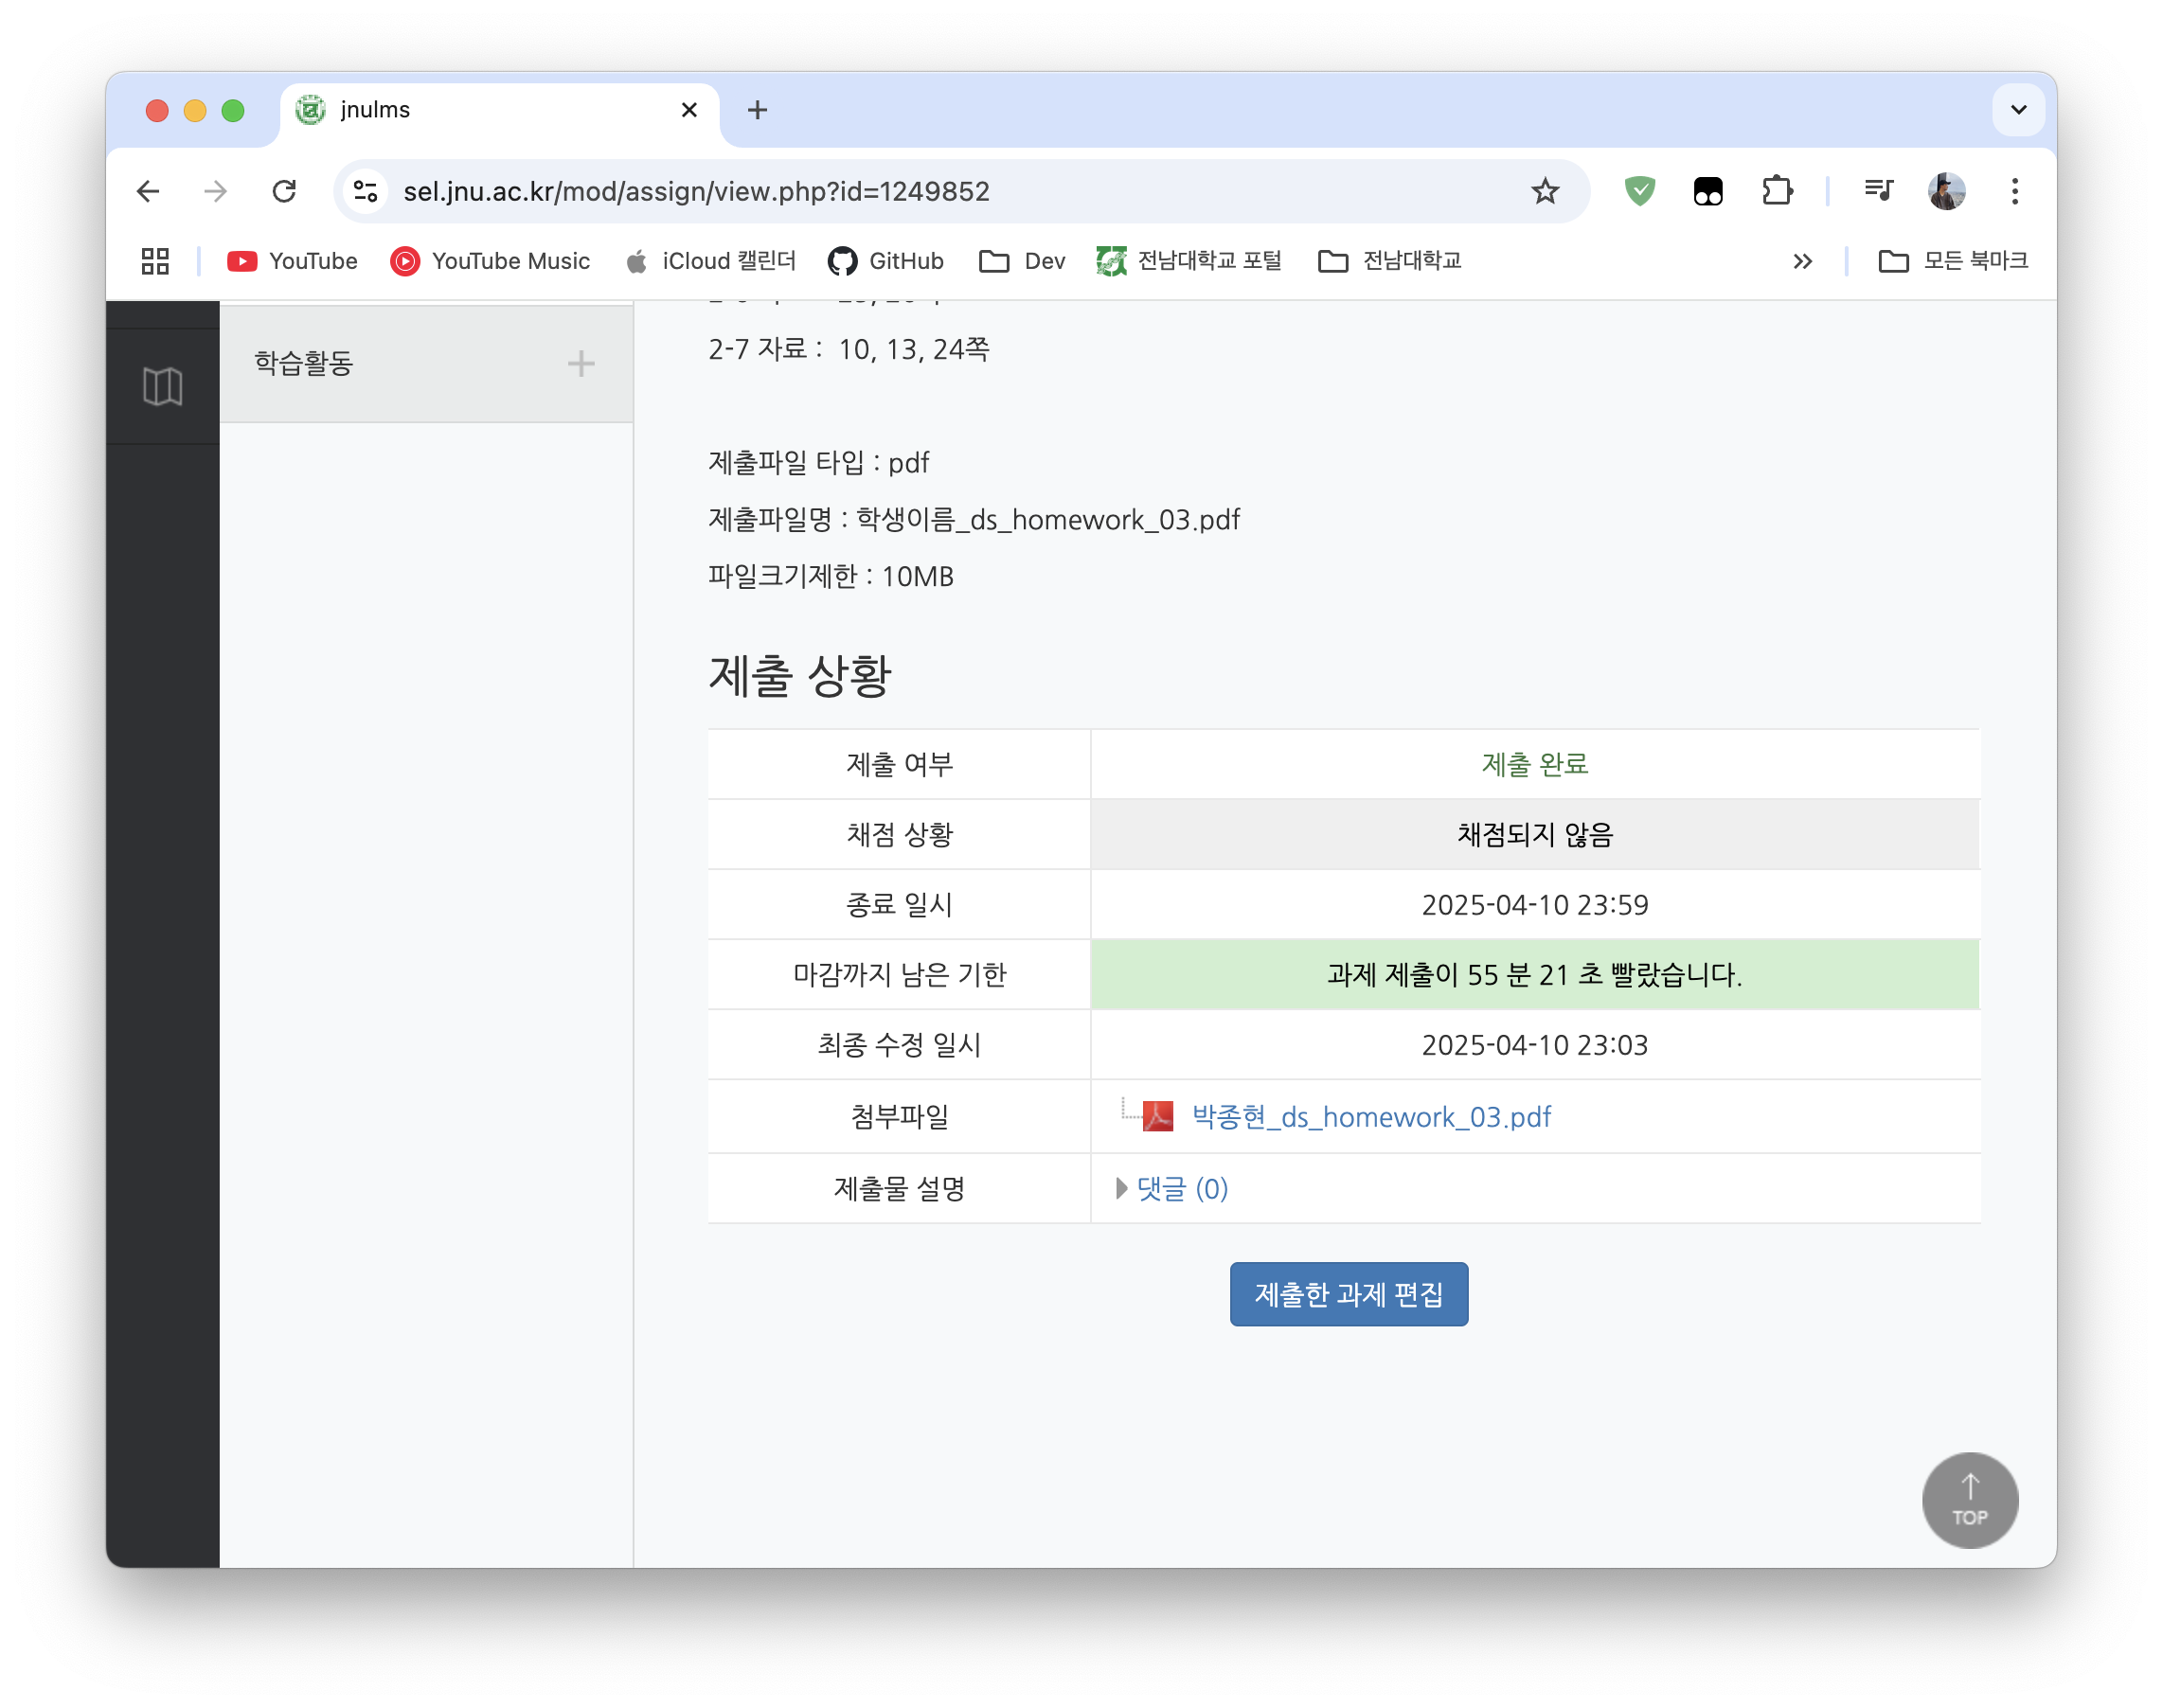 jnulms
sel.jnu.ac.kr/mod/assign/view.php?id=1249852
YouTube
YouTube Music
iCloud 캘린더
GitHub
Dev
전남대학교 포털
전남대학교
모든 북마크
학습활동
2-7 자료 : 10, 13, 24쪽
제출파일 타입 : pdf
제출파일명 : 학생이름_ds_homework_03.pdf
파일크기제한 : 10MB
제출 상황
제출 여부 제출 완료
채점 상황 채점되지 않음
종료 일시 2025-04-10 23:59
마감까지 남은 기한 과제 제출이 55 분 21 초 빨랐습니다.
최종 수정 일시 2025-04-10 23:03
첨부파일 박종현_ds_homework_03.pdf
제출물 설명 댓글 (0)
제출한 과제 편집
TOP